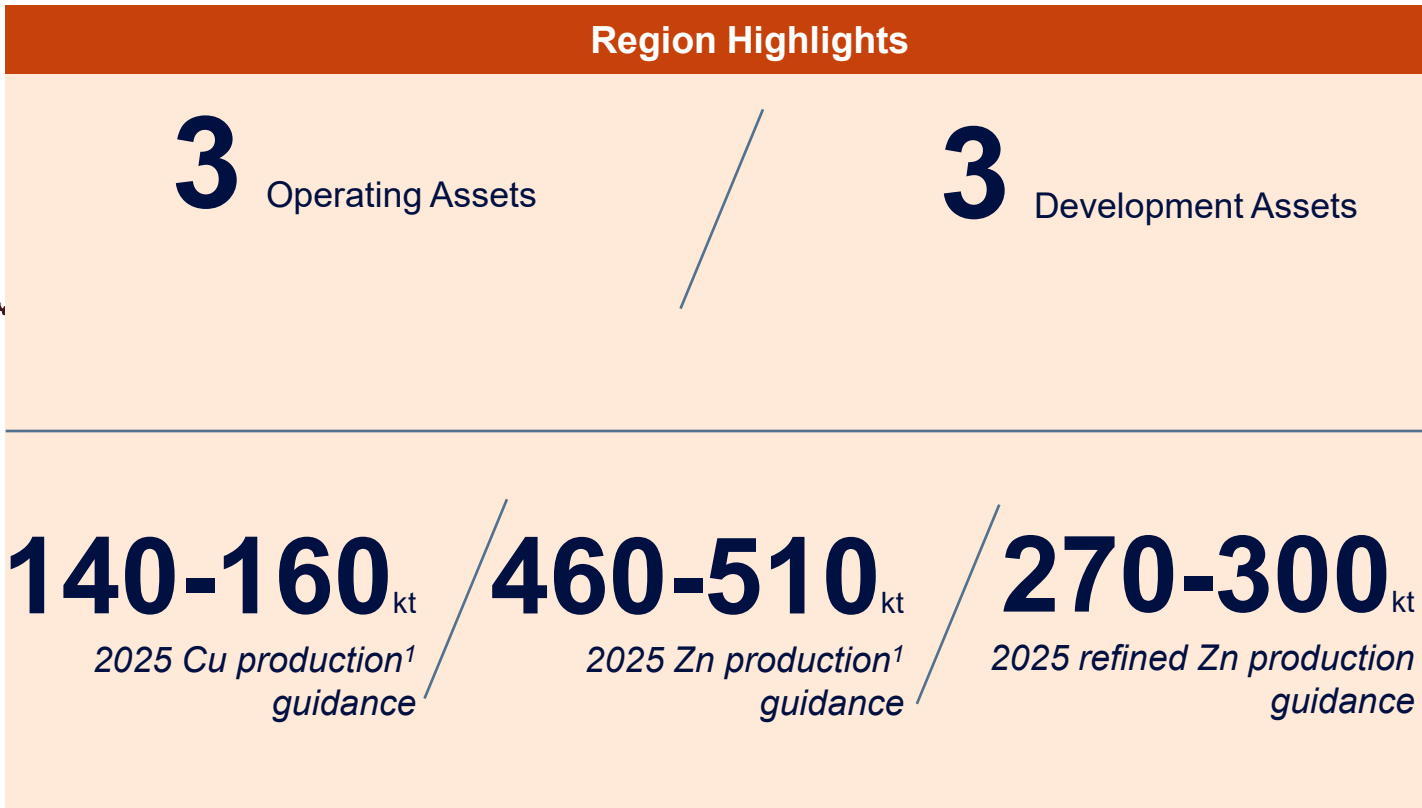 Region Highlights
3 Operating Assets
3 Development Assets
140-160kt
2025 Cu production¹
guidance
460-510kt
2025 Zn production¹
guidance
270-300kt
2025 refined Zn production
guidance